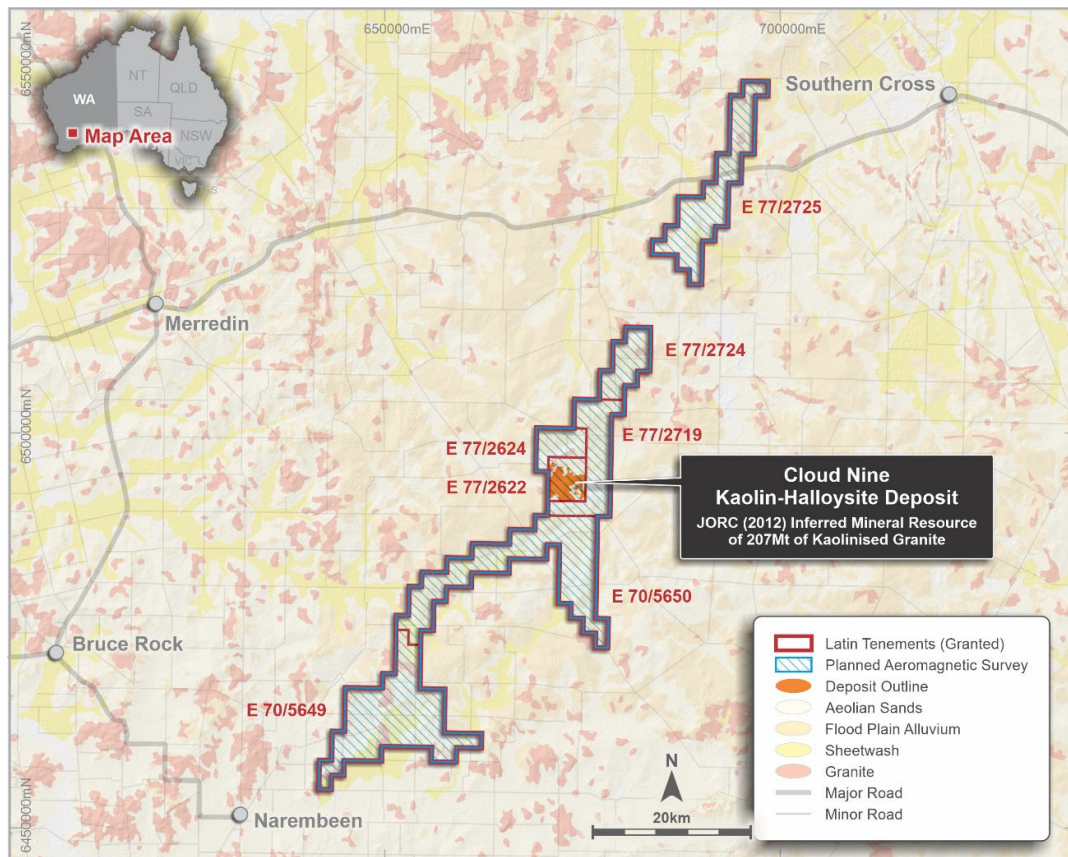 650000mE
700000mE
6550000mN
6500000mN
6450000mN
NT
QLD
WA
SA
NSW
VIC
Map Area
Southern Cross
E 77/2725
Merredin
E 77/2724
E 77/2719
E 77/2624
E 77/2622
Cloud Nine
Kaolin-Halloysite Deposit
JORC (2012) Inferred Mineral Resource
of 207Mt of Kaolinised Granite
E 70/5650
Bruce Rock
E 70/5649
Narembeen
N
20km
Latin Tenements (Granted)
Planned Aeromagnetic Survey
Deposit Outline
Aeolian Sands
Flood Plain Alluvium
Sheetwash
Granite
Major Road
Minor Road